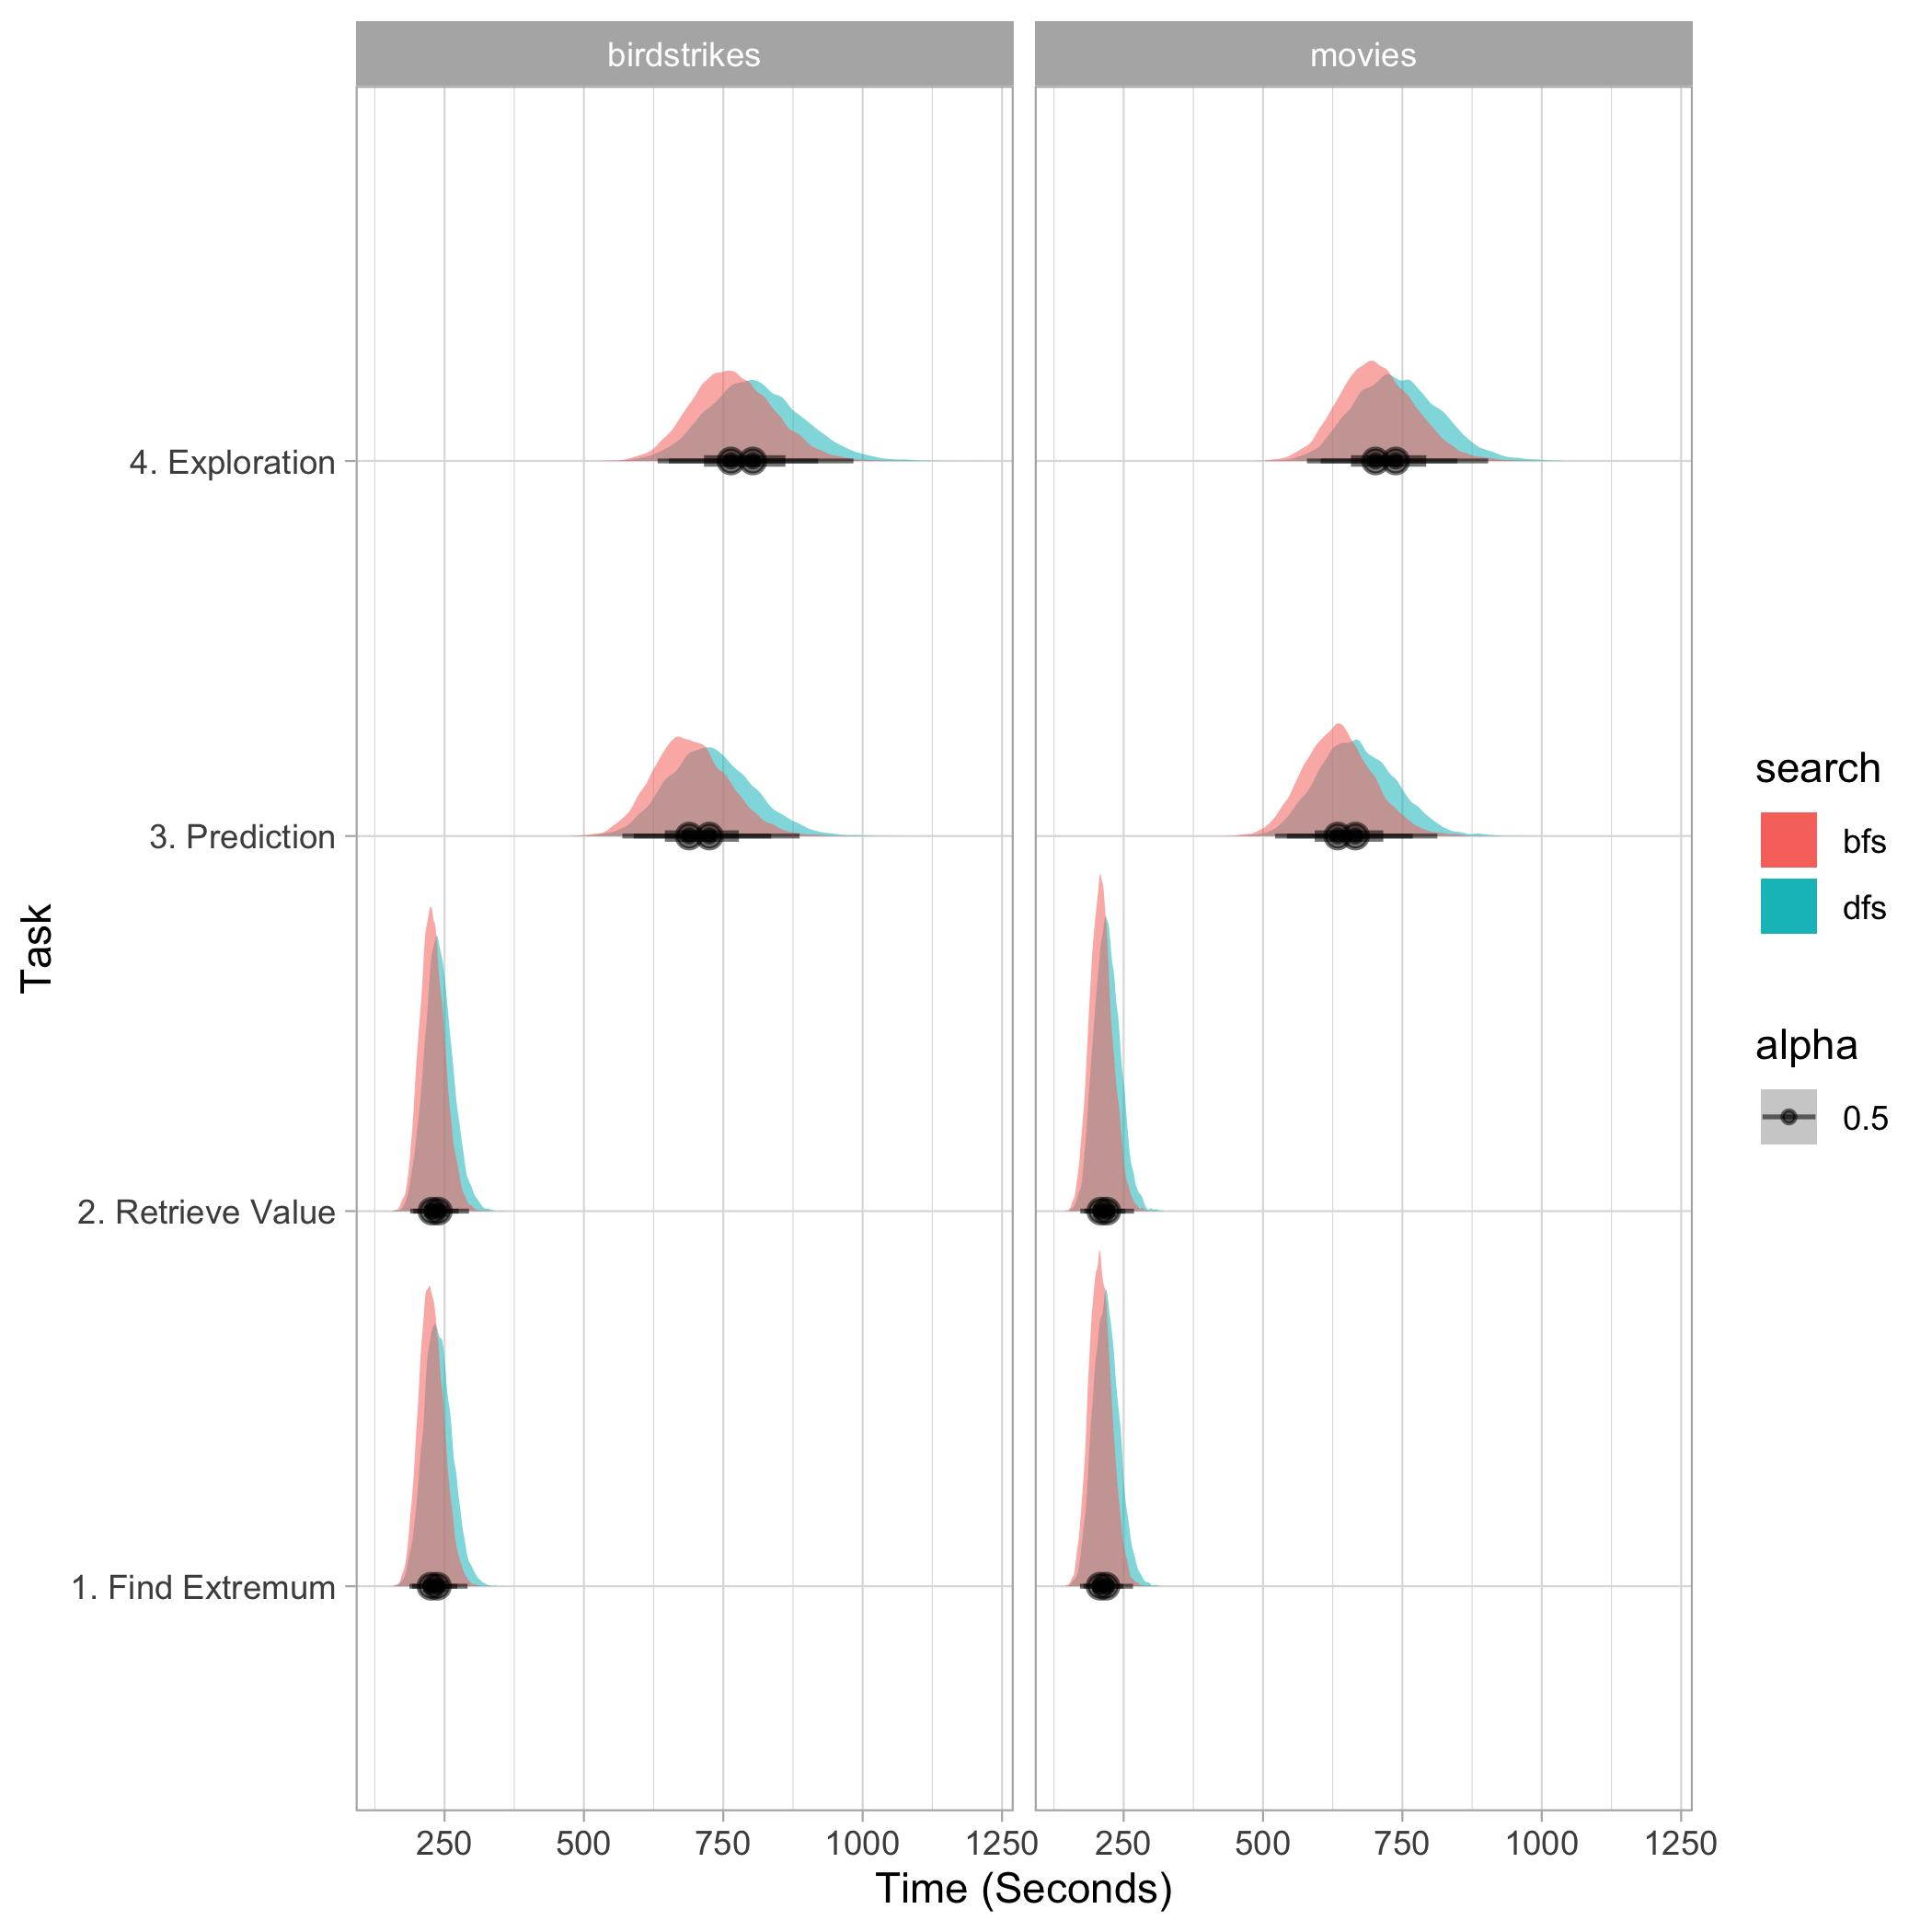 birdstrikes
movies
4. Exploration
3. Prediction
2. Retrieve Value
1. Find Extremum
Task
250 500 750 1000 1250
250 500 750 1000 1250
Time (Seconds)
search
bfs
dfs
alpha
0.5